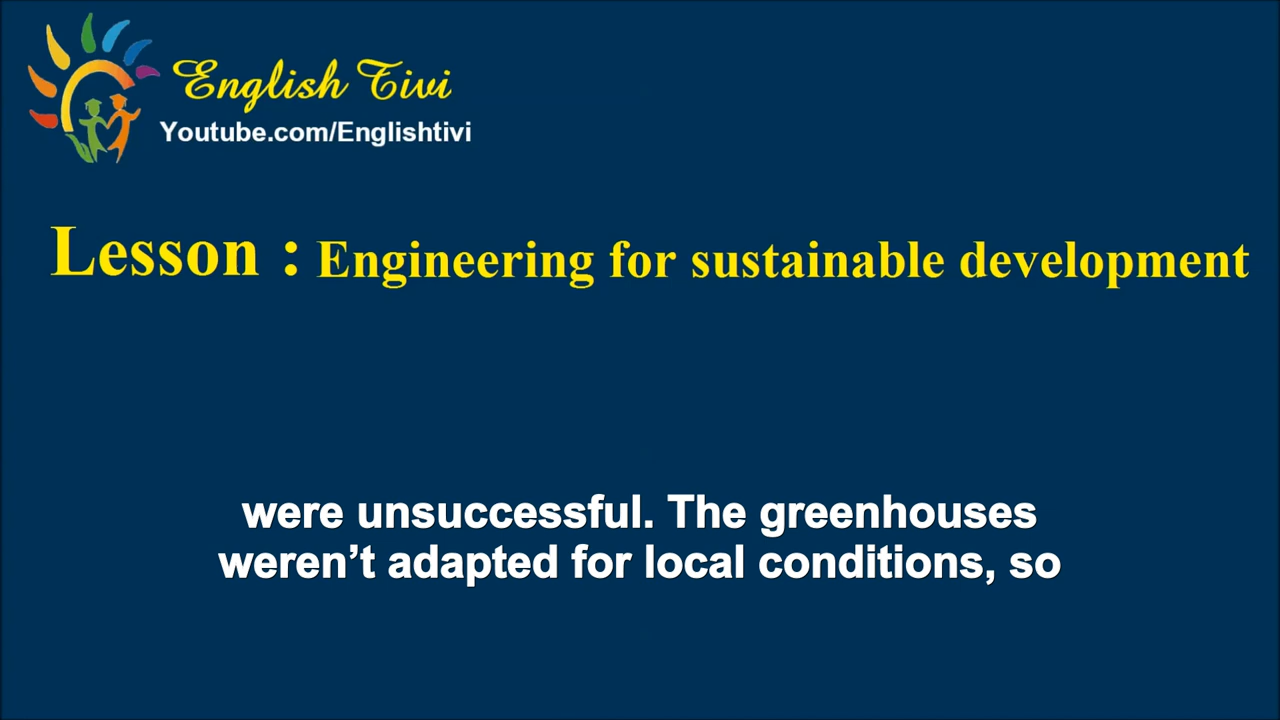 English Tivi
Youtube.com/Englishtivi
Lesson : Engineering for sustainable development
were unsuccessful. The greenhouses
weren’t adapted for local conditions, so